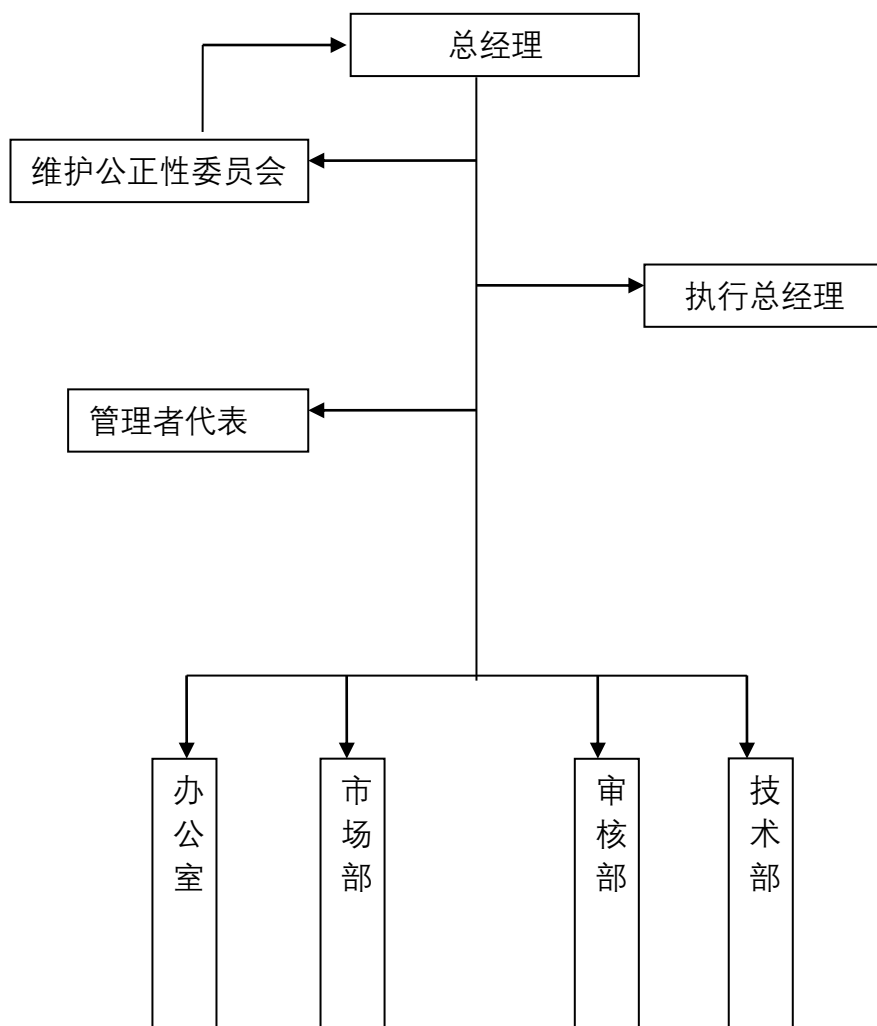 总经理
维护公正性委员会
执行总经理
管理者代表
办公室
市场部
审核部
技术部